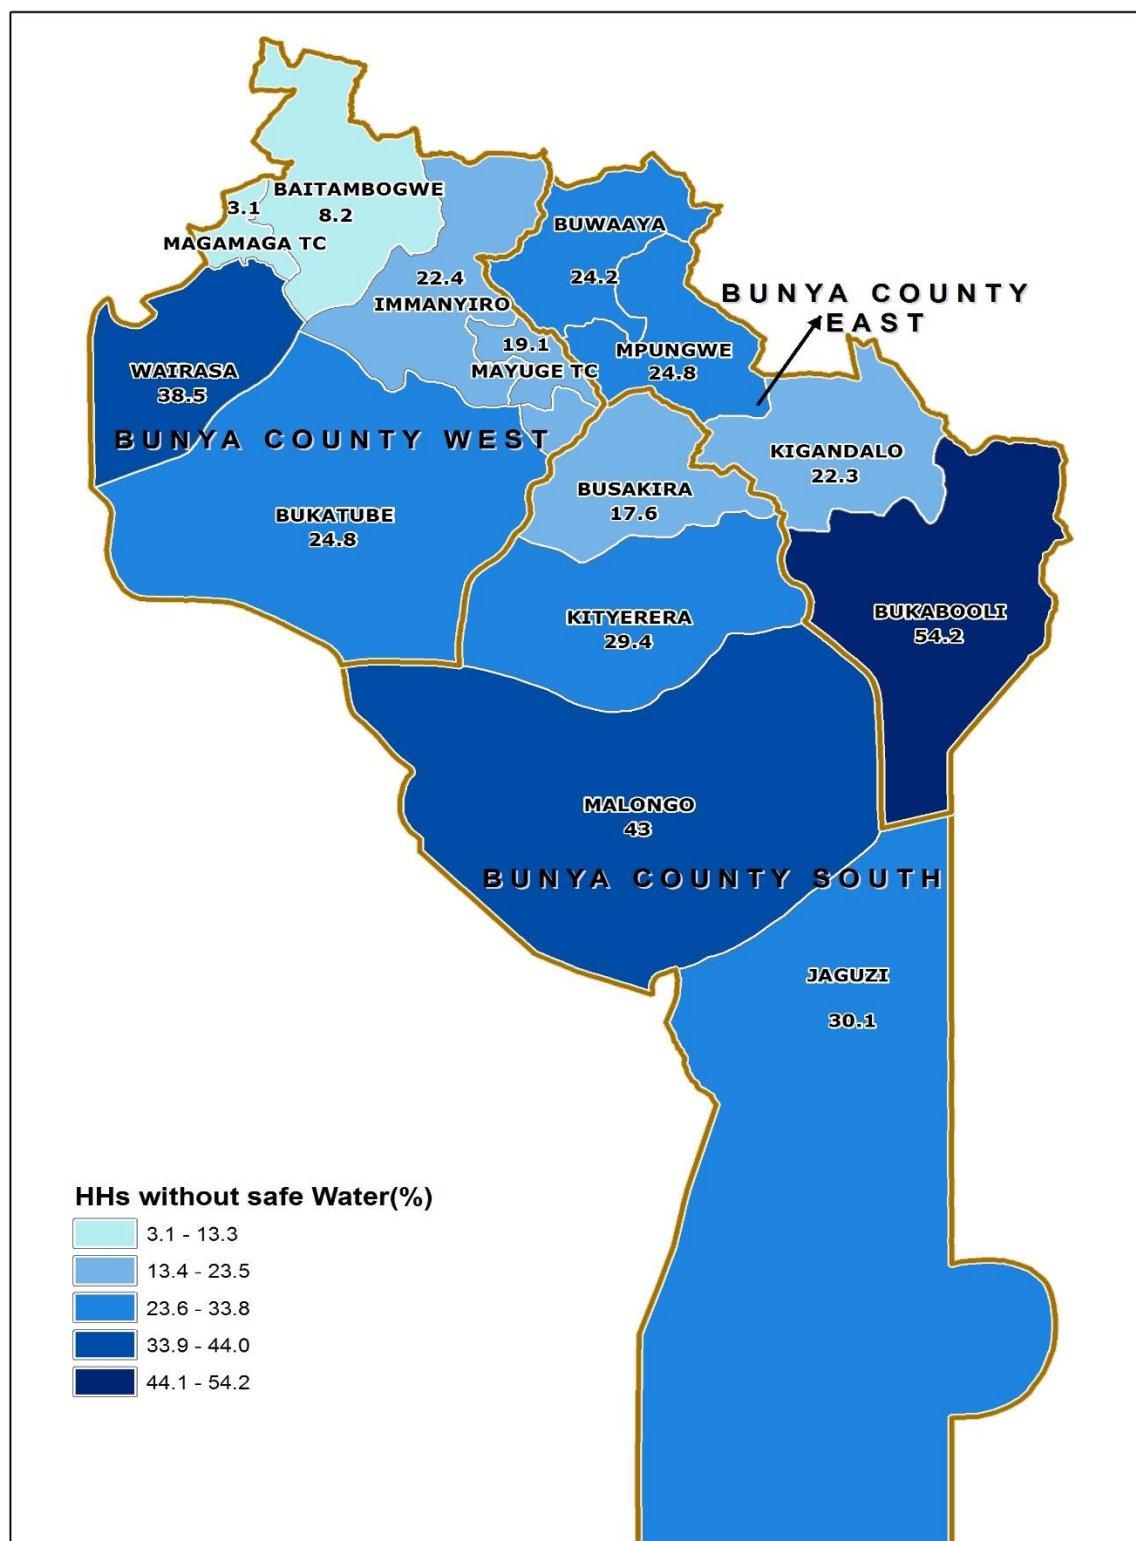 BAITAMBOGWE
3.1
8.2
MAGAMAGA TC
BUWAAYA
24.2
22.4
IMMANYIRO
BUNYA COUNTY
EAST
19.1
MAYUGE TC
MPUNGWE
24.8
WAIRASA
38.5
BUNYA COUNTY WEST
KIGANDALO
22.3
BUSAKIRA
17.6
BUKATUBE
24.8
KITYERERA
29.4
BUKABOOLI
54.2
MALONGO
43
BUNYA COUNTY SOUTH
JAGUZI
30.1
HHs without safe Water(%)
3.1 - 13.3
13.4 - 23.5
23.6 - 33.8
33.9 - 44.0
44.1 - 54.2